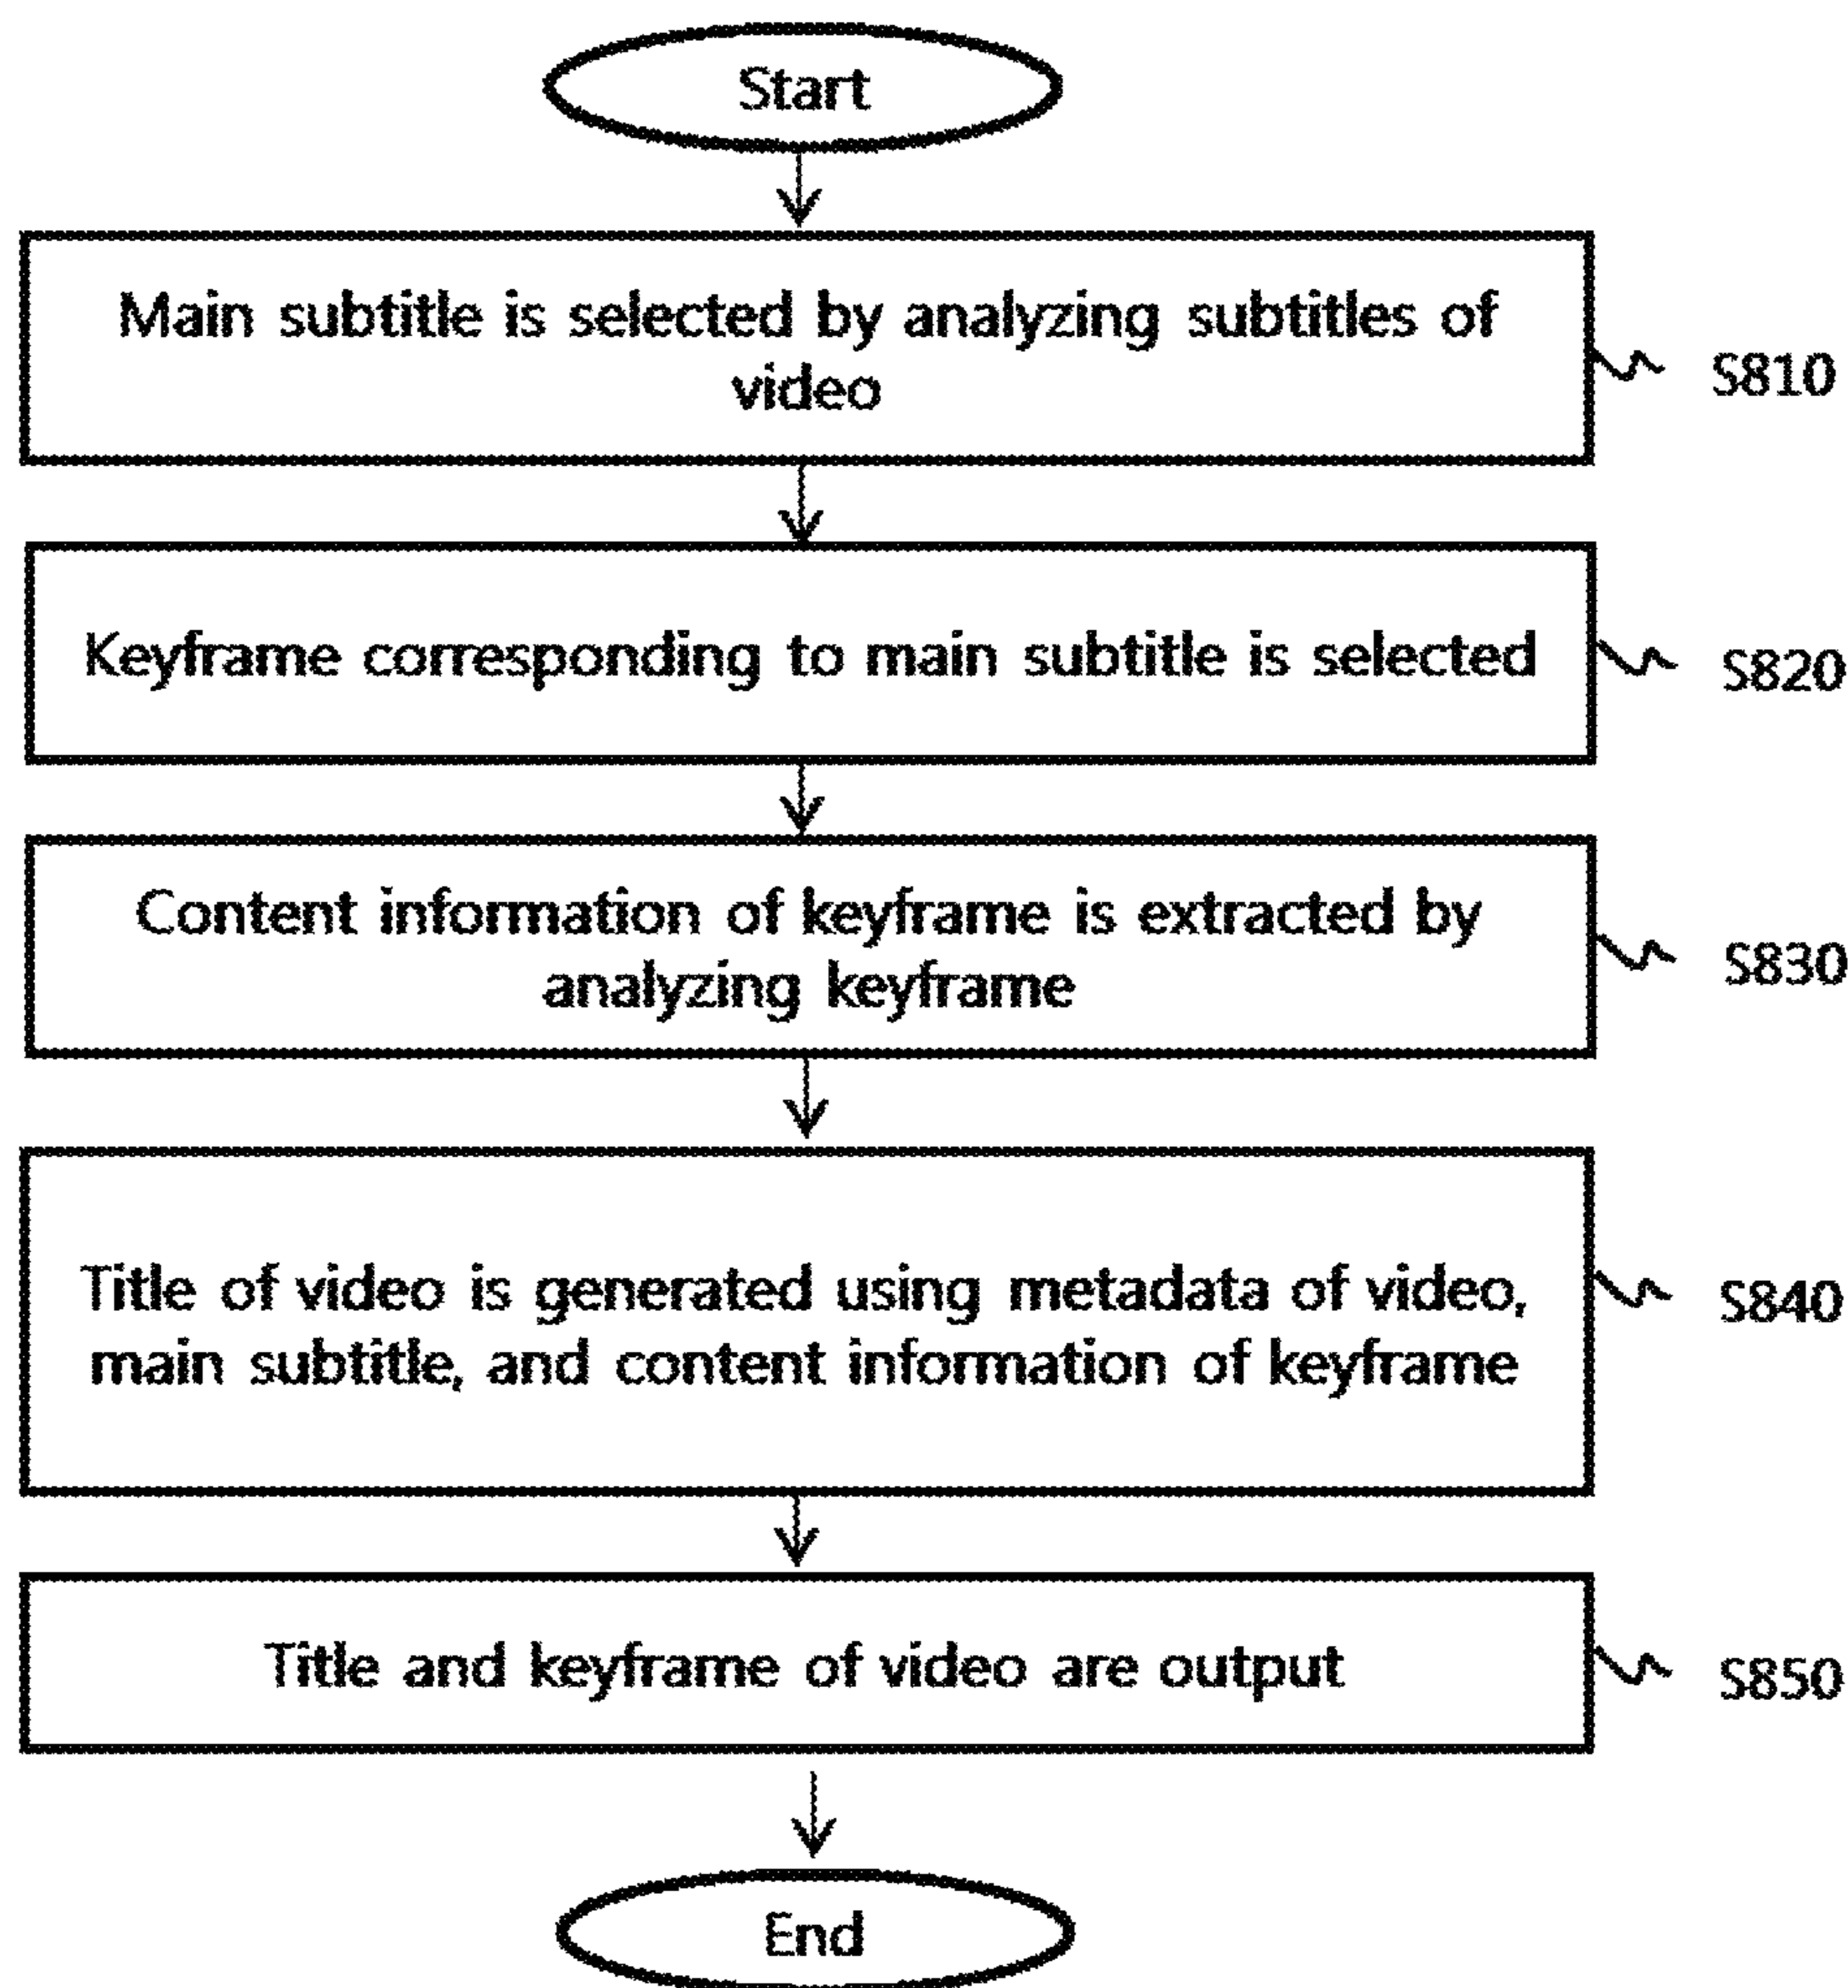 Start
Main subtitle is selected by analyzing subtitles of
video
S810
Keyframe corresponding to main subtitle is selected
S820
Content information of keyframe is extracted by
analyzing keyframe
S830
Title of video is generated using metadata of video,
main subtitle, and content information of keyframe
S840
Title and keyframe of video are output
S850
End